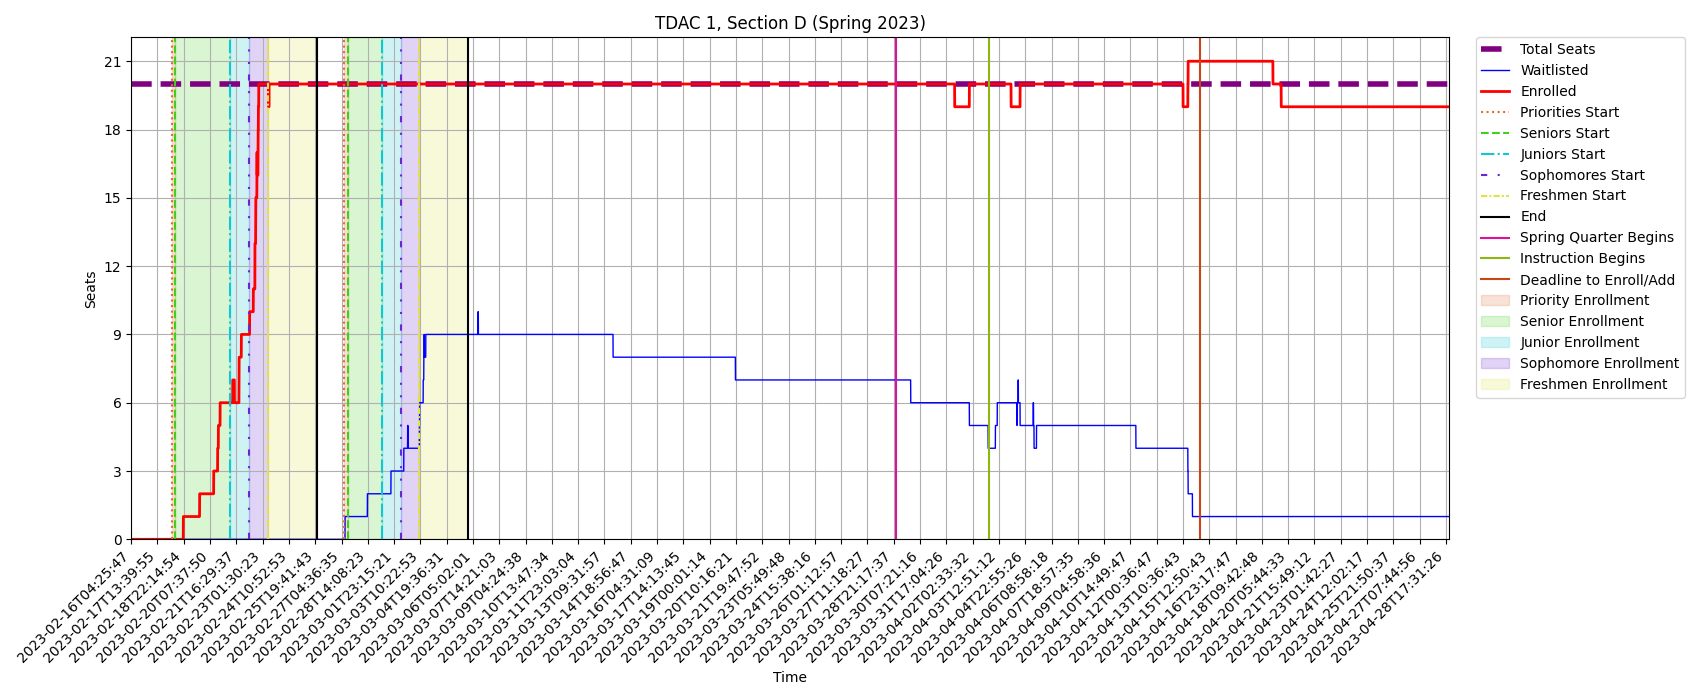 TDAC 1, Section D (Spring 2023)
Seats
21
18
15
12
9
6
3
0
2023-02-16T04:25:47
2023-02-17T13:39:55
2023-02-18T22:14:54
2023-02-20T07:37:50
2023-02-21T16:29:37
2023-02-23T01:30:23
2023-02-24T10:52:53
2023-02-25T19:41:43
2023-02-27T04:36:35
2023-02-28T14:08:23
2023-03-01T23:15:21
2023-03-03T10:22:53
2023-03-04T19:36:31
2023-03-06T05:02:01
2023-03-07T14:21:03
2023-03-09T04:24:38
2023-03-10T13:47:34
2023-03-11T23:03:04
2023-03-13T09:31:57
2023-03-14T18:56:47
2023-03-16T04:31:09
2023-03-17T14:13:45
2023-03-19T00:01:14
2023-03-20T10:16:21
2023-03-21T19:47:52
2023-03-23T05:49:48
2023-03-24T15:38:16
2023-03-26T01:12:57
2023-03-27T11:18:27
2023-03-28T21:17:37
2023-03-30T07:21:16
2023-03-31T17:04:26
2023-04-02T02:33:32
2023-04-03T12:51:12
2023-04-04T22:55:26
2023-04-06T08:58:18
2023-04-07T18:57:35
2023-04-09T04:58:36
2023-04-10T14:49:47
2023-04-12T00:36:47
2023-04-13T10:36:43
2023-04-15T12:50:43
2023-04-16T23:17:47
2023-04-18T09:42:48
2023-04-20T05:44:33
2023-04-21T15:49:12
2023-04-23T01:42:27
2023-04-24T12:02:17
2023-04-25T21:50:37
2023-04-27T07:44:56
2023-04-28T17:31:26
Time
Total Seats
Waitlisted
Enrolled
Priorities Start
Seniors Start
Juniors Start
Sophomores Start
Freshmen Start
End
Spring Quarter Begins
Instruction Begins
Deadline to Enroll/Add
Priority Enrollment
Senior Enrollment
Junior Enrollment
Sophomore Enrollment
Freshmen Enrollment